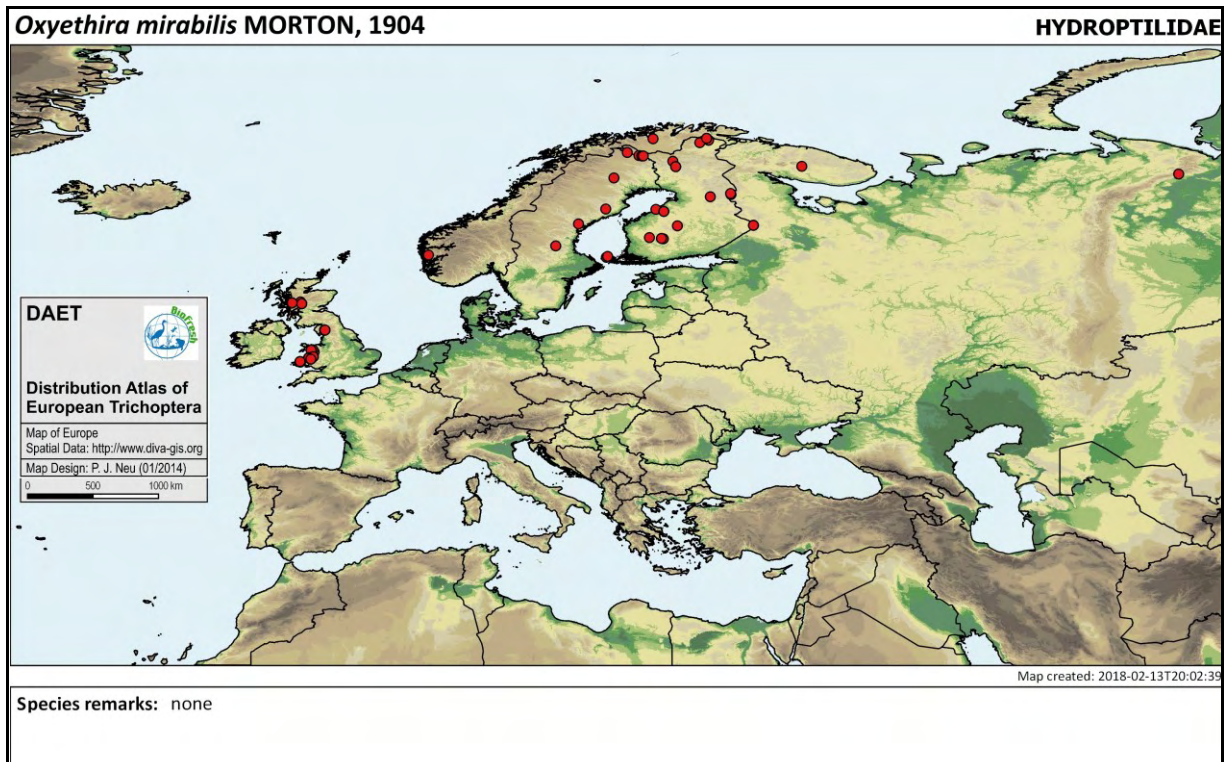 Oxyethira mirabilis MORTON, 1904
HYDROPTILIDAE
DAET
BioFresh
Distribution Atlas of
European Trichoptera
Map of Europe
Spatial Data: http://www.diva-gis.org
Map Design: P. J. Neu (01/2014)
0 500 1000 km
Map created: 2018-02-13T20:02:39
Species remarks: none